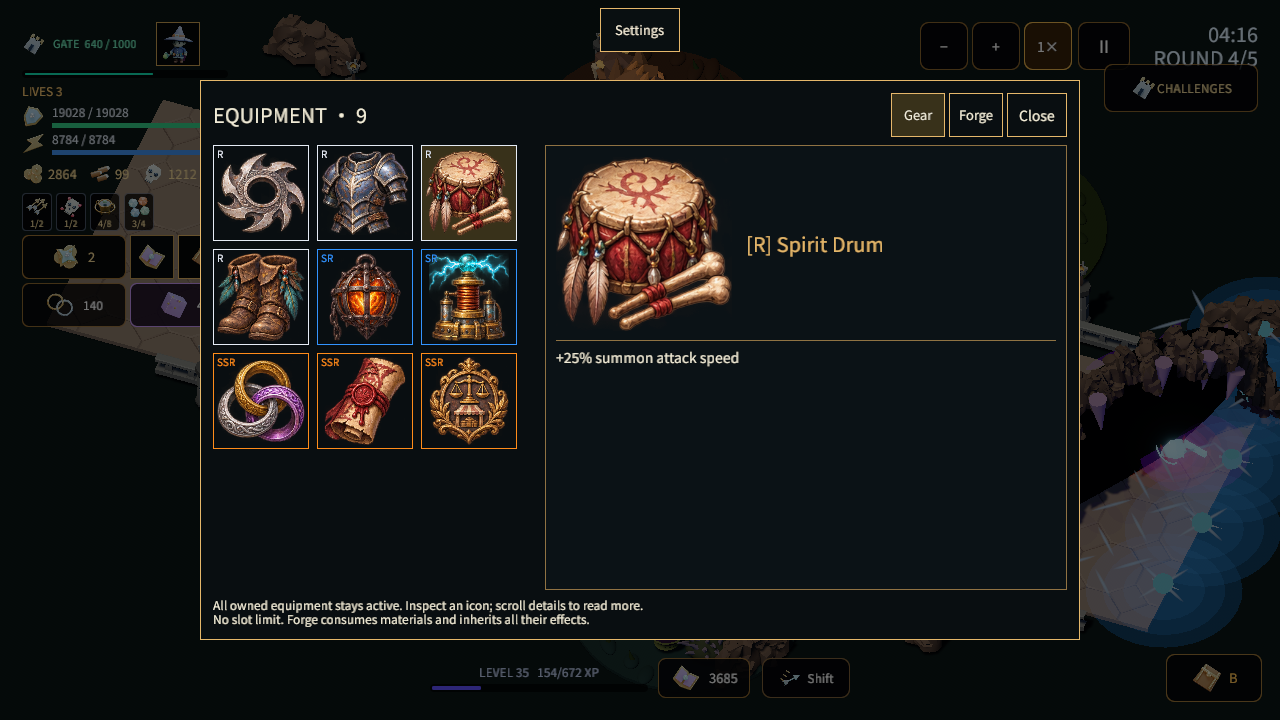 Settings
GATE 640 / 1000
LIVES 3
19028 / 19028
8784 / 8784
2864
99
1212
1/2
1/2
4/8
3/4
2
140
04:16
ROUND 4/5
−
+
1×
CHALLENGES
EQUIPMENT • 9
Gear
Forge
Close
R
R
R
R
SR
SR
SSR
SSR
SSR
[R] Spirit Drum
+25% summon attack speed
All owned equipment stays active. Inspect an icon; scroll details to read more.
No slot limit. Forge consumes materials and inherits all their effects.
LEVEL 35 154/672 XP
3685
Shift
B